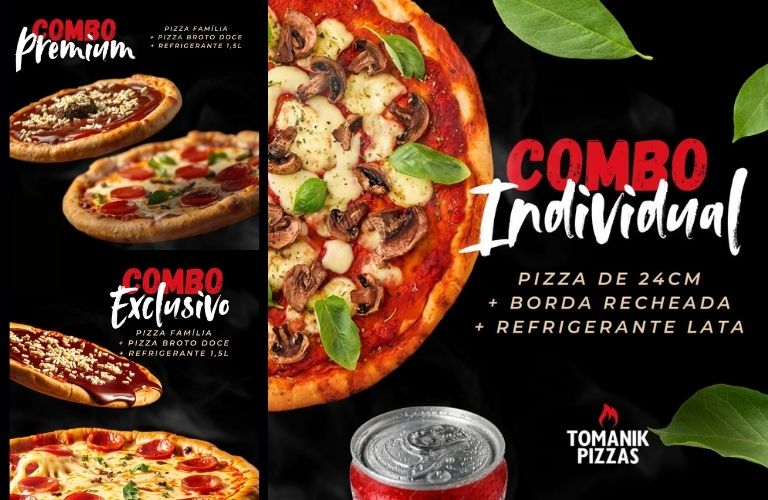 COMBO
Premium
PIZZA FAMÍLIA
+ PIZZA BROTO DOCE
+ REFRIGERANTE 1,5L
COMBO
Exclusivo
PIZZA FAMÍLIA
+ PIZZA BROTO DOCE
+ REFRIGERANTE 1,5L
COMBO
Individual
PIZZA DE 24CM
+ BORDA RECHEADA
+ REFRIGERANTE LATA
TOMANIK
PIZZAS